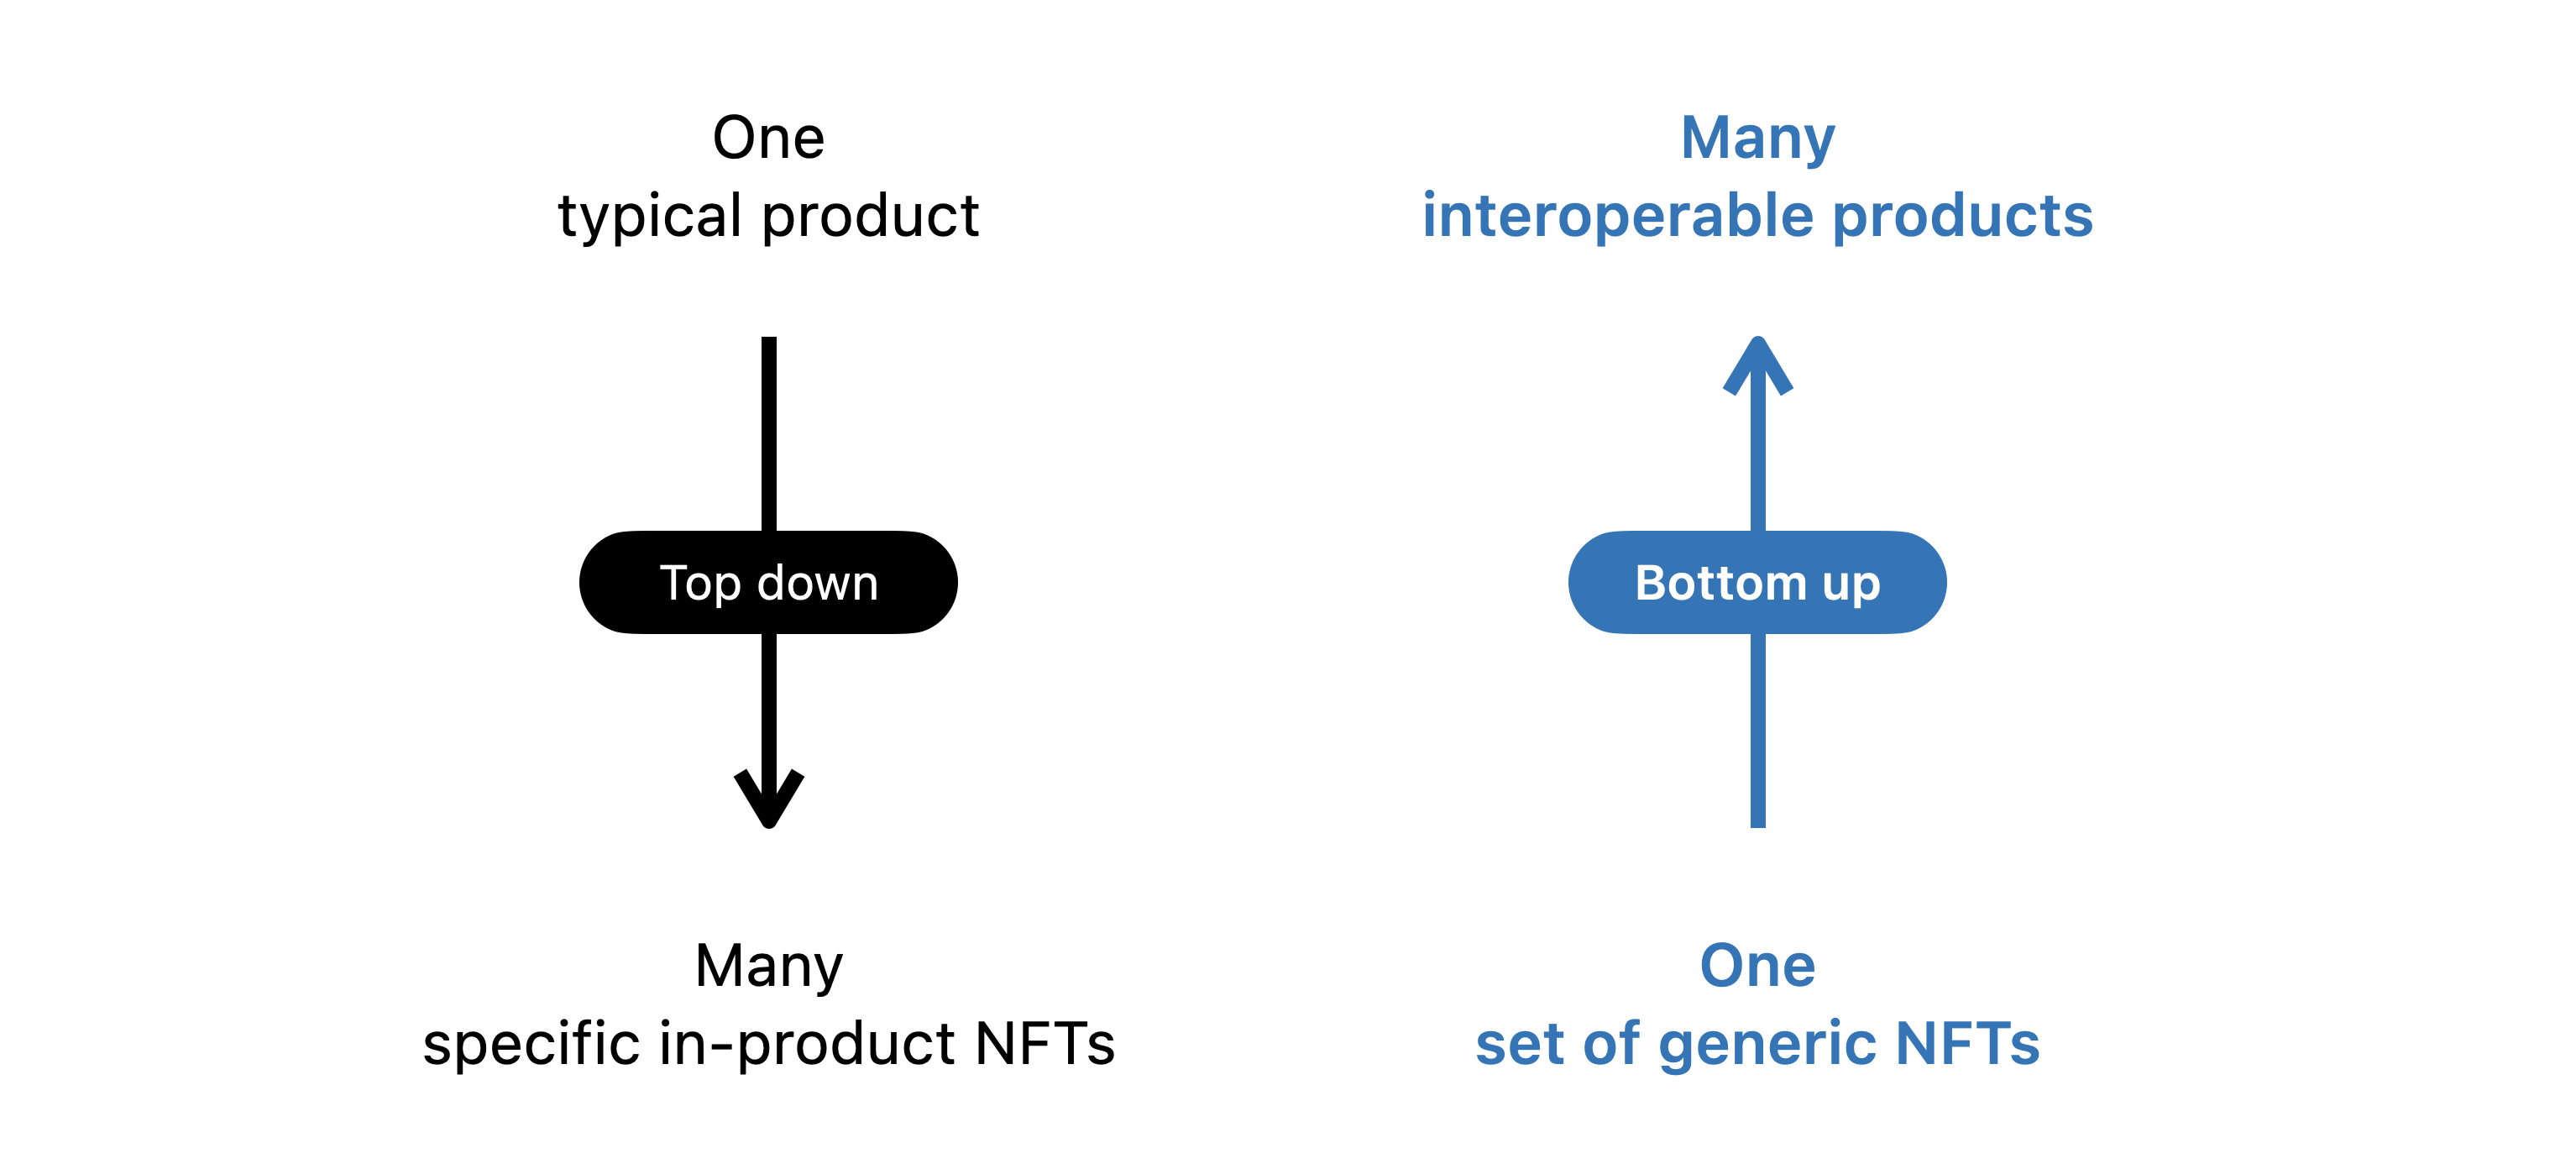 One
typical product
Top down
Many
specific in-product NFTs
Many
interoperable products
Bottom up
One
set of generic NFTs